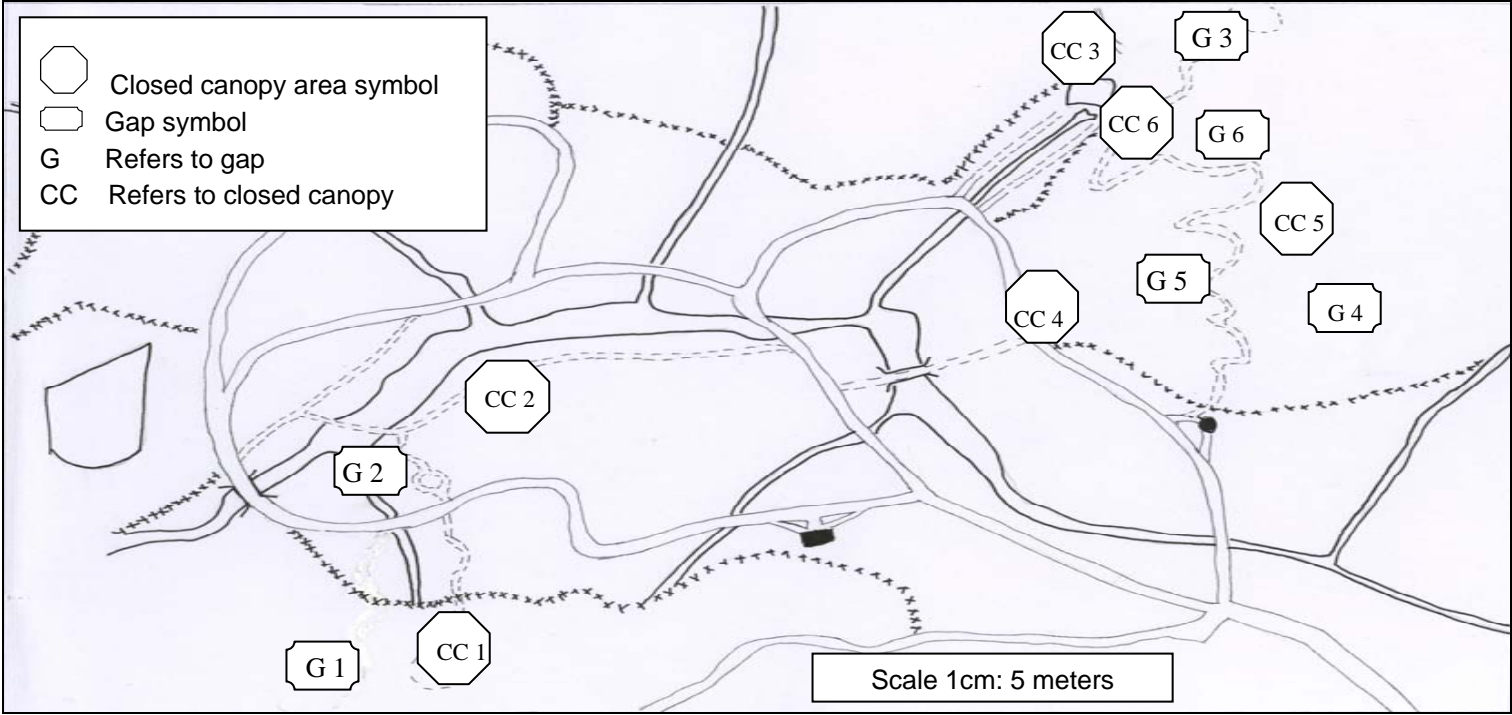 Closed canopy area symbol
Gap symbol
G Refers to gap
CC Refers to closed canopy
CC 3
G 3
CC 6
G 6
CC 5
G 5
G 4
CC 4
CC 2
G 2
G 1
CC 1
Scale 1cm: 5 meters